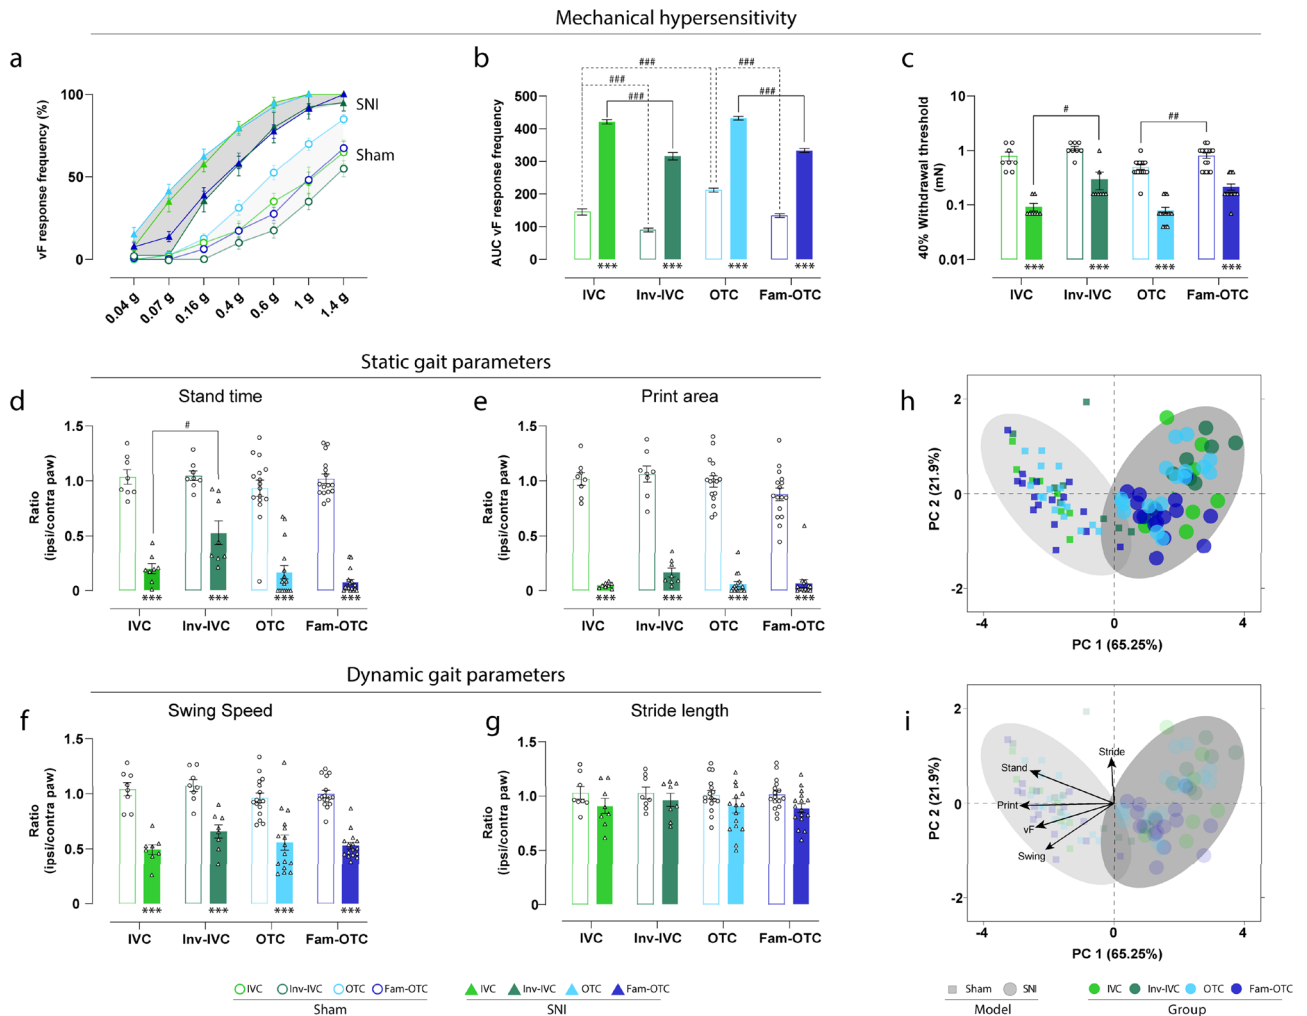 Mechanical hypersensitivity
a
vF response frequency (%)
100
50
0
SNI
Sham
0.04 g
0.07 g
0.16 g
0.4 g
0.6 g
1 g
1.4 g
b
AUC vF response frequency
500
400
300
200
100
0
###
###
###
###
###
***
***
***
***
IVC
Inv-IVC
OTC
Fam-OTC
c
40% Withdrawal threshold
(mN)
10
1
0.1
0.01
#
##
***
***
***
***
IVC
Inv-IVC
OTC
Fam-OTC
Static gait parameters
d
Stand time
Ratio
(ipsi/contra paw)
1.5
1.0
0.5
0
#
***
***
***
***
IVC
Inv-IVC
OTC
Fam-OTC
e
Print area
Ratio
(ipsi/contra paw)
1.5
1.0
0.5
0
***
***
***
***
IVC
Inv-IVC
OTC
Fam-OTC
h
PC 2 (21.9%)
2
0
-2
-4
0
4
PC 1 (65.25%)
Dynamic gait parameters
f
Swing Speed
Ratio
(ipsi/contra paw)
1.5
1.0
0.5
0
***
***
***
***
IVC
Inv-IVC
OTC
Fam-OTC
g
Stride length
Ratio
(ipsi/contra paw)
1.5
1.0
0.5
0
IVC
Inv-IVC
OTC
Fam-OTC
i
PC 2 (21.9%)
2
0
-2
Stride
Stand
Print
vF
Swing
-4
0
4
PC 1 (65.25%)
IVC Inv-IVC OTC Fam-OTC
Sham
IVC Inv-IVC OTC Fam-OTC
SNI
Sham SNI
Model
IVC Inv-IVC OTC Fam-OTC
Group